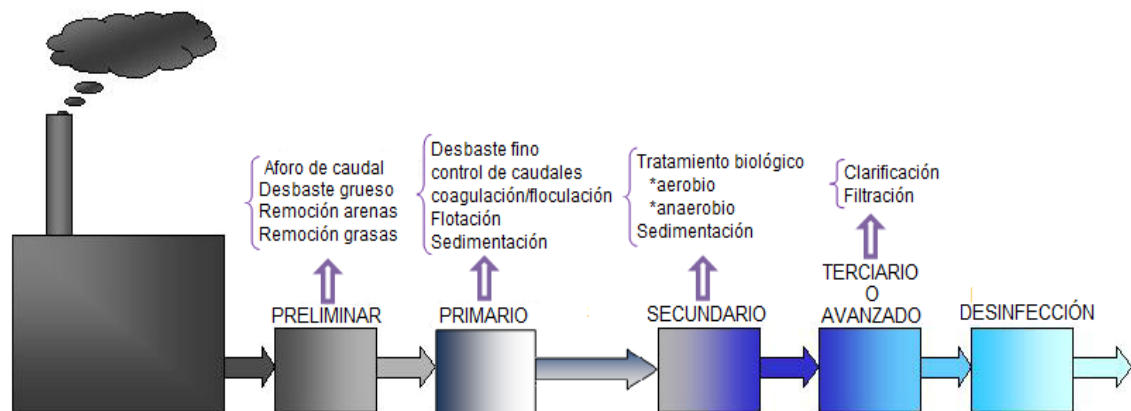 Aforo de caudal
Desbaste grueso
Remoción arenas
Remoción grasas
PRELIMINAR
Desbaste fino
control de caudales
coagulación/floculación
Flotación
Sedimentación
PRIMARIO
Tratamiento biológico
*aerobio
*anaerobio
Sedimentación
SECUNDARIO
Clarificación
Filtración
TERCIARIO
O
AVANZADO
DESINFECCIÓN